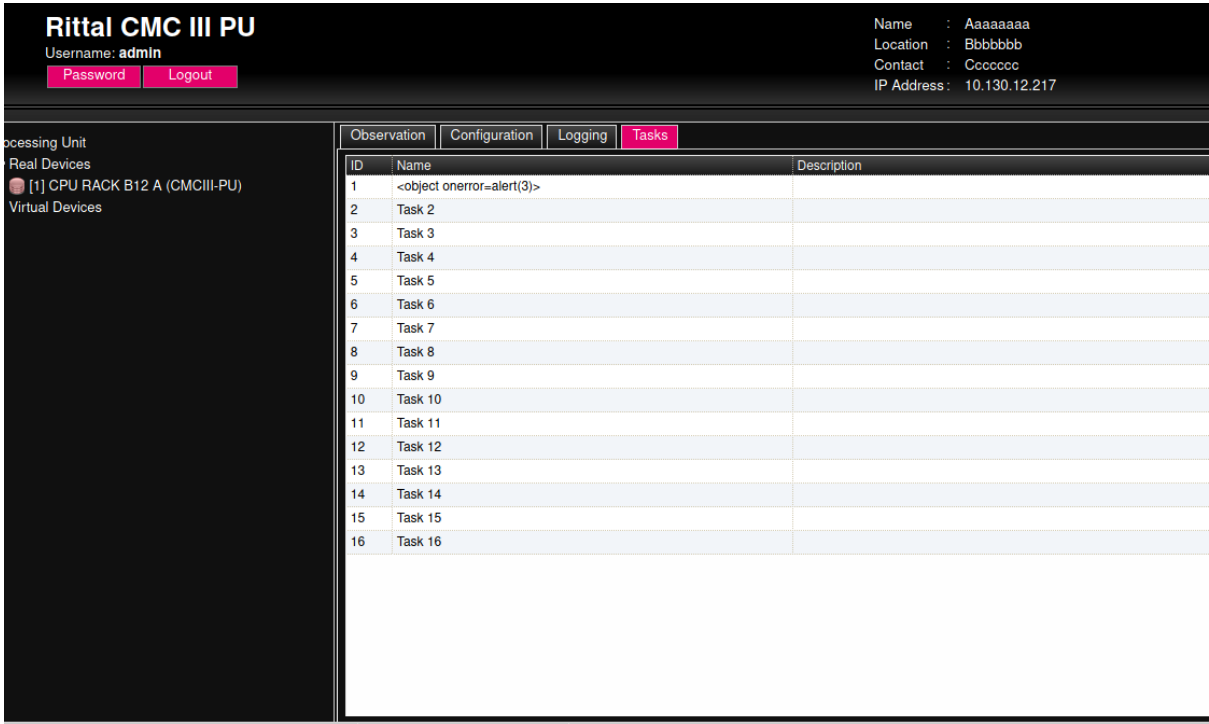 Rittal CMC III PU
Username: admin
Password Logout
Name : Aaaaaaaa
Location : Bbbbbbb
Contact : Ccccccc
IP Address : 10.130.12.217
ocessing Unit
Real Devices
[1] CPU RACK B12 A (CMCIII-PU)
Virtual Devices
Observation Configuration Logging Tasks
ID Name Description
1 <object onerror=alert(3)>
2 Task 2
3 Task 3
4 Task 4
5 Task 5
6 Task 6
7 Task 7
8 Task 8
9 Task 9
10 Task 10
11 Task 11
12 Task 12
13 Task 13
14 Task 14
15 Task 15
16 Task 16